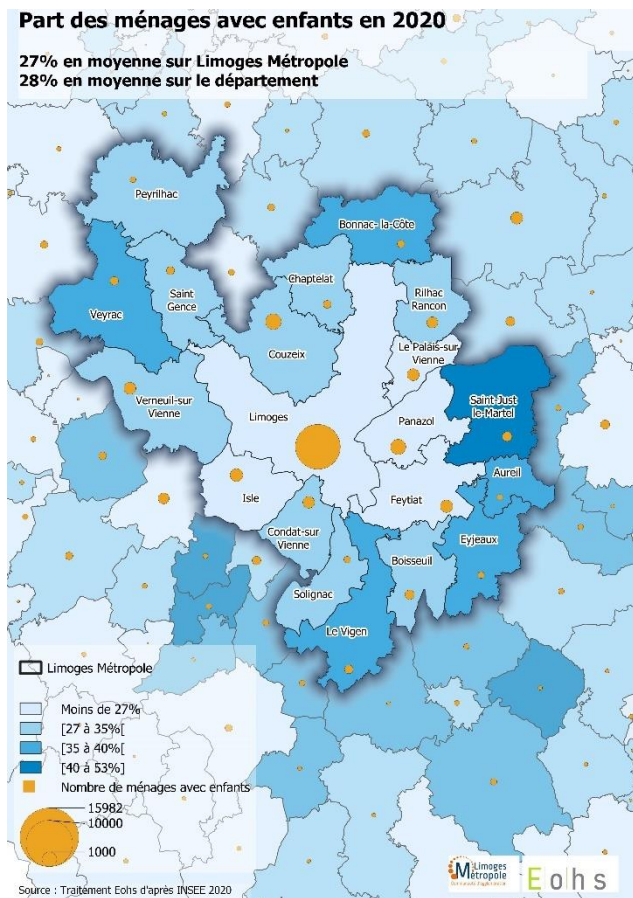 Part des ménages avec enfants en 2020
27% en moyenne sur Limoges Métropole
28% en moyenne sur le département
Peyrilhac
Bonnac- la-Côte
Chaptelat
Saint
Gence
Rilhac
Rancon
Veyrac
Couzeix
Le Palais-sur
Vienne
Verneuil-sur
Vienne
Saint-Just
le-Martel
Limoges
Panazol
Aureil
Isle
Feytiat
Condat-sur
Vienne
Eyjeaux
Boisseuil
Solignac
Le Vigen
Limoges Métropole
Moins de 27%
[27 à 35%[
[35 à 40%[
[40 à 53%[
Nombre de ménages avec enfants
15982
10000
1000
Limoges
Métropole
Eohs
Source : Traitement Eohs d'après INSEE 2020